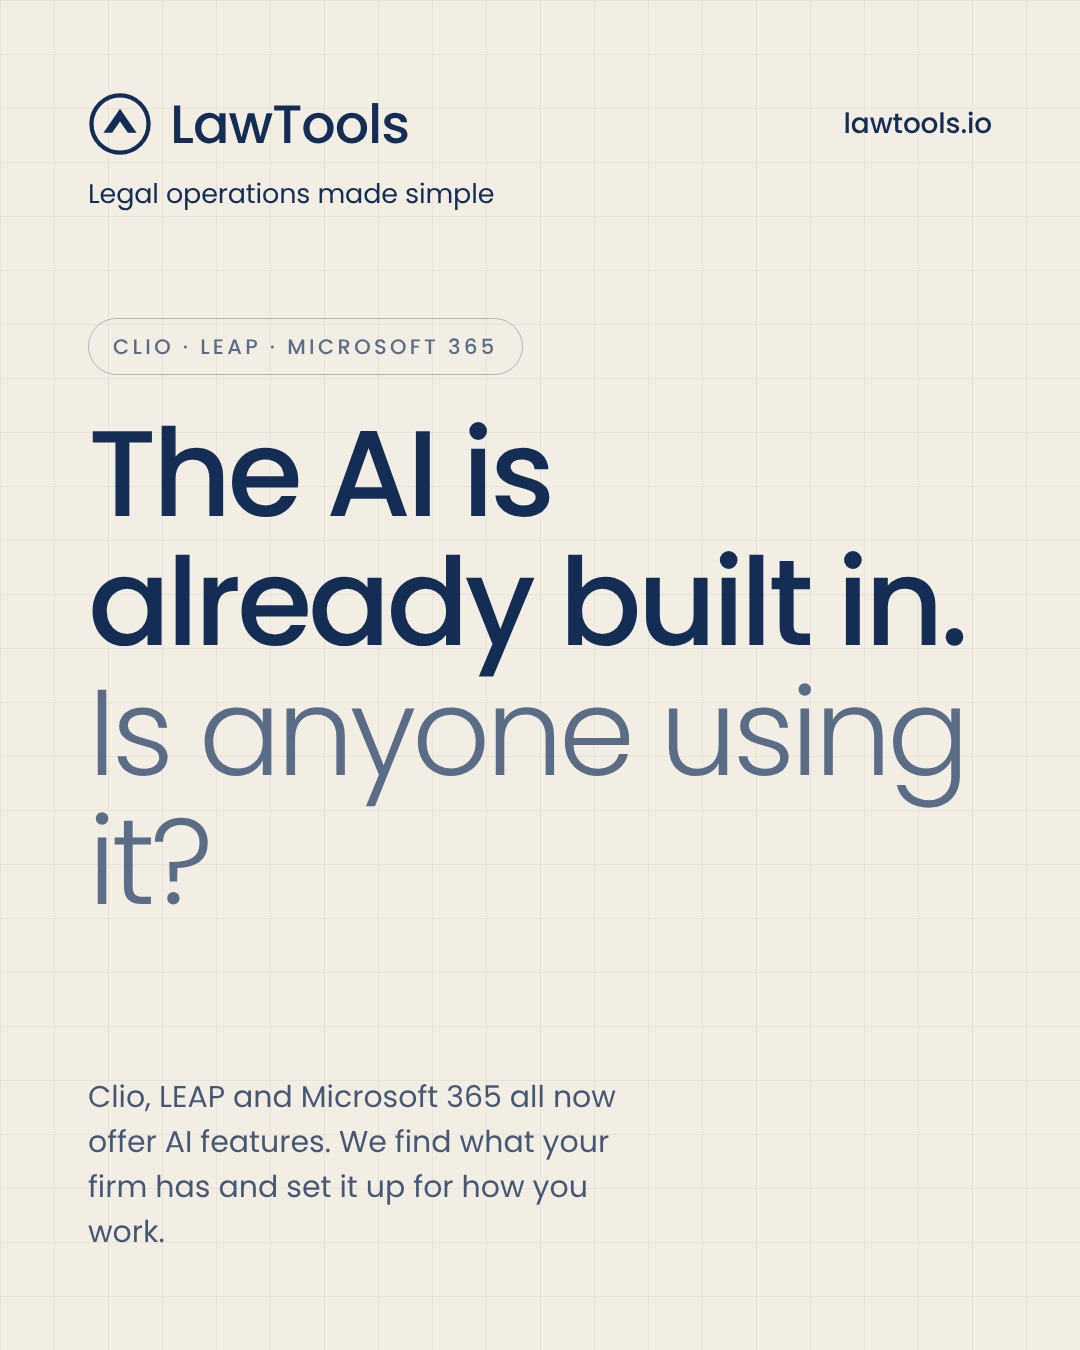 LawTools
lawtools.io
Legal operations made simple
CLIO · LEAP · MICROSOFT 365
The AI is
already built in.
Is anyone using
it?
Clio, LEAP and Microsoft 365 all now
offer AI features. We find what your
firm has and set it up for how you
work.